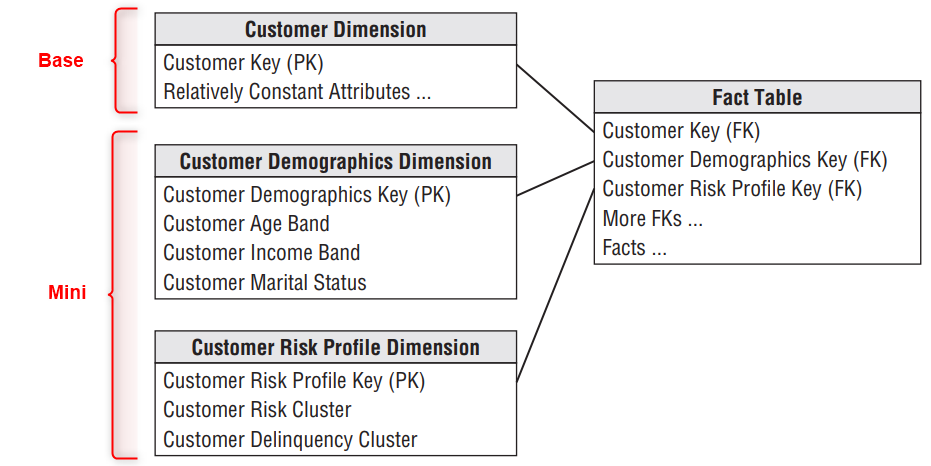 Base
Customer Dimension
Customer Key (PK)
Relatively Constant Attributes ...
Mini
Customer Demographics Dimension
Customer Demographics Key (PK)
Customer Age Band
Customer Income Band
Customer Marital Status
Customer Risk Profile Dimension
Customer Risk Profile Key (PK)
Customer Risk Cluster
Customer Delinquency Cluster
Fact Table
Customer Key (FK)
Customer Demographics Key (FK)
Customer Risk Profile Key (FK)
More FKs ...
Facts ...